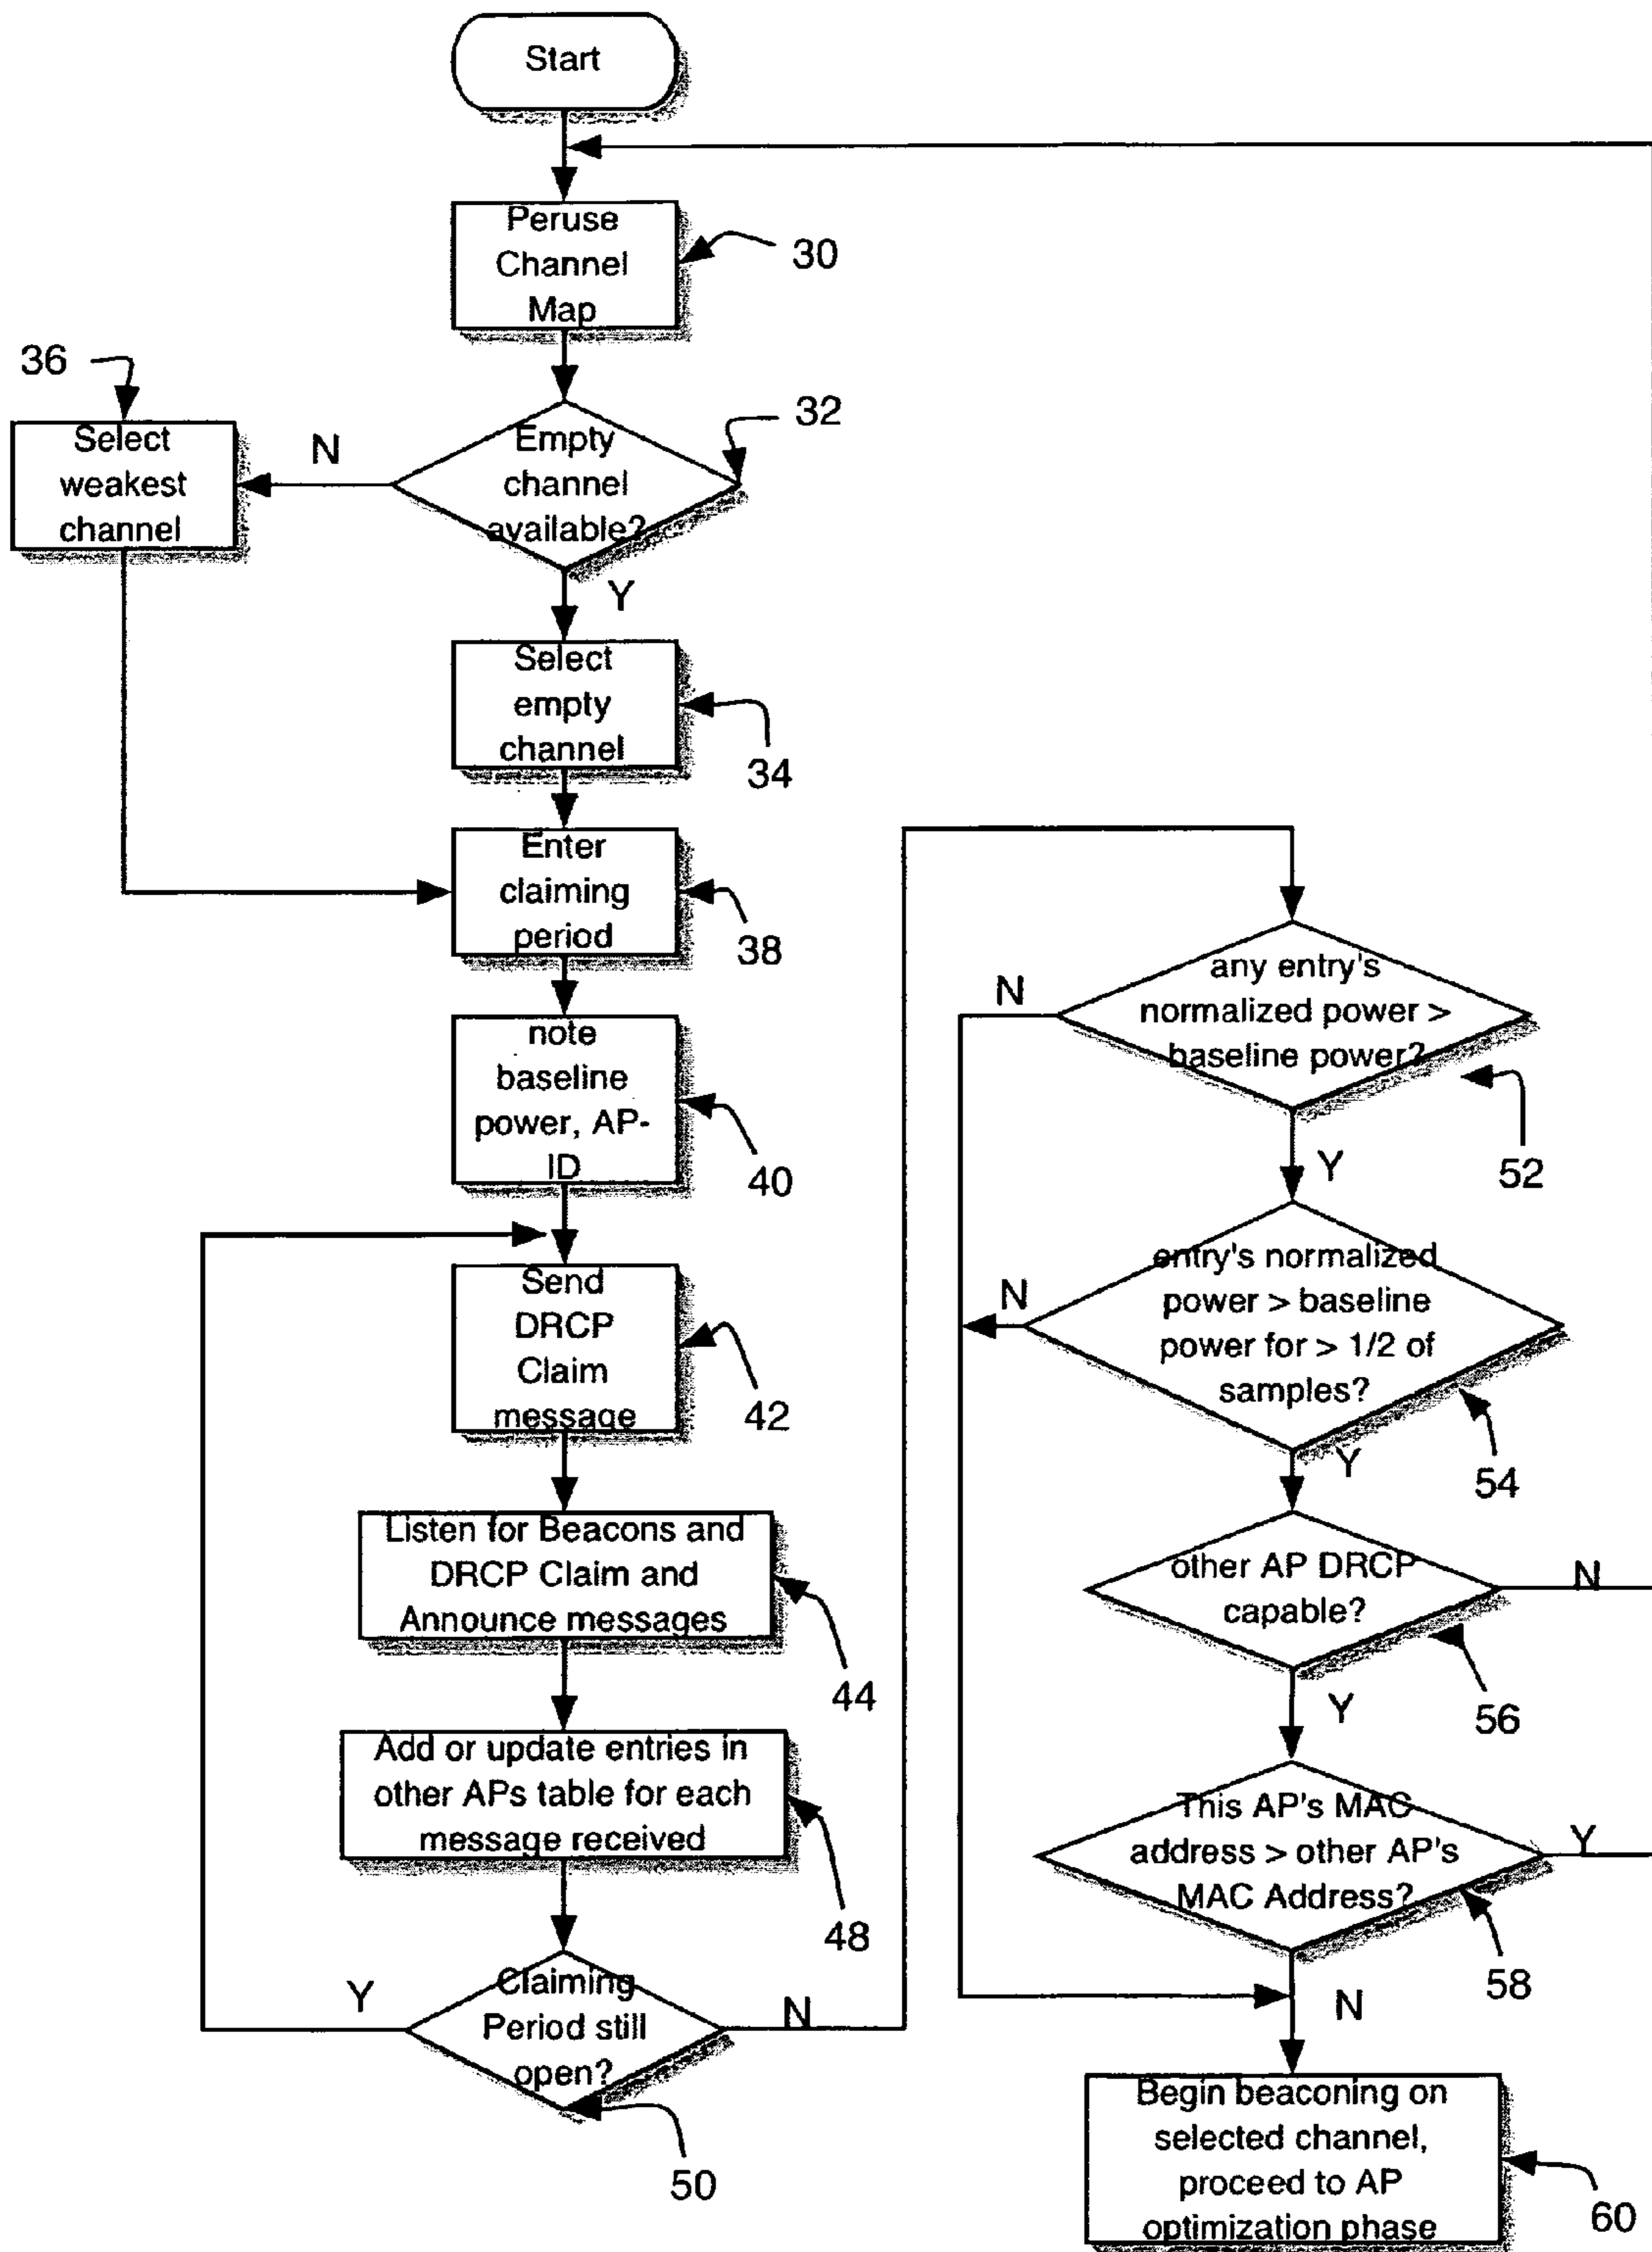 Start
Peruse
Channel
Map
30
36
Select
weakest
channel
N
Empty
channel
available?
32
Y
Select
empty
channel
34
Enter
claiming
period
38
note
baseline
power, AP-
ID
40
Send
DRCP
Claim
message
42
Listen for Beacons and
DRCP Claim and
Announce messages
44
Add or update entries in
other APs table for each
message received
48
Y
Claiming
Period still
open?
N
50
N
any entry's
normalized power >
baseline power?
52
Y
N
entry's normalized
power > baseline
power for > 1/2 of
samples?
54
Y
other AP DRCP
capable?
N
56
Y
This AP's MAC
address > other AP's
MAC Address?
Y
58
N
Begin beaconing on
selected channel,
proceed to AP
optimization phase
60